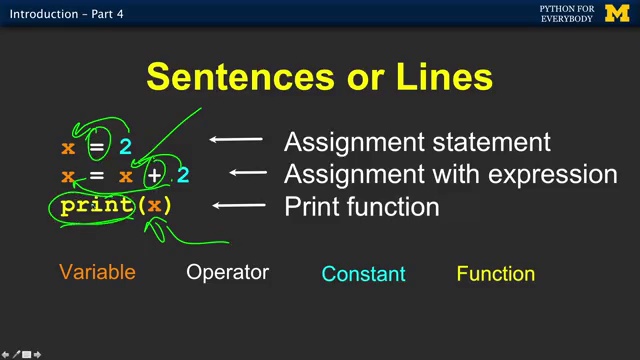 Introduction – Part 4
PYTHON FOR
EVERYBODY
M
Sentences or Lines
x = 2
Assignment statement
x = x + 2
Assignment with expression
print(x)
Print function
Variable
Operator
Constant
Function